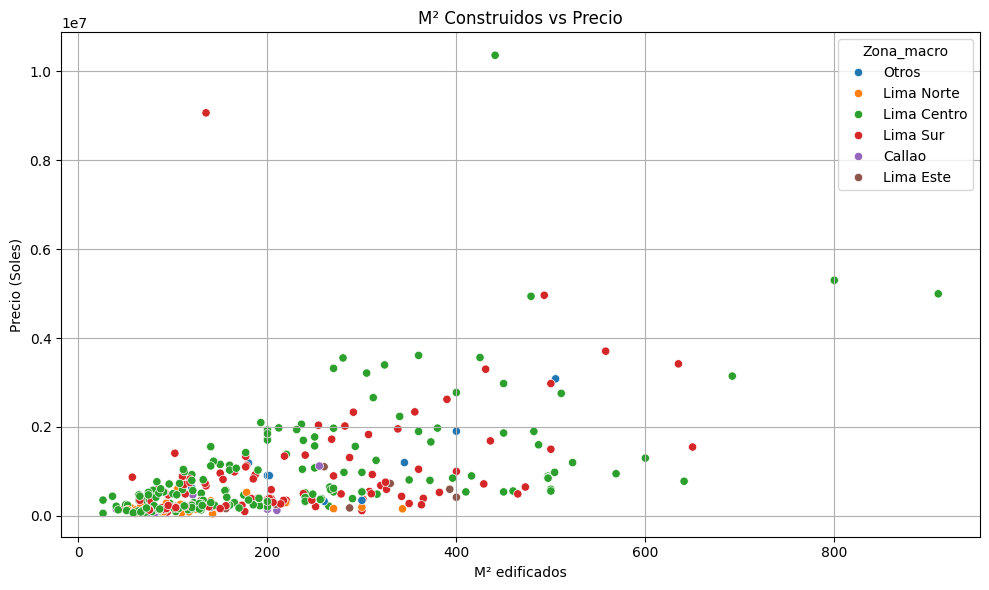 M² Construidos vs Precio
1e7
Zona_macro
Otros
Lima Norte
Lima Centro
Lima Sur
Callao
Lima Este
1.0
0.8
0.6
0.4
0.2
0.0
Precio (Soles)
0 200 400 600 800
M² edificados